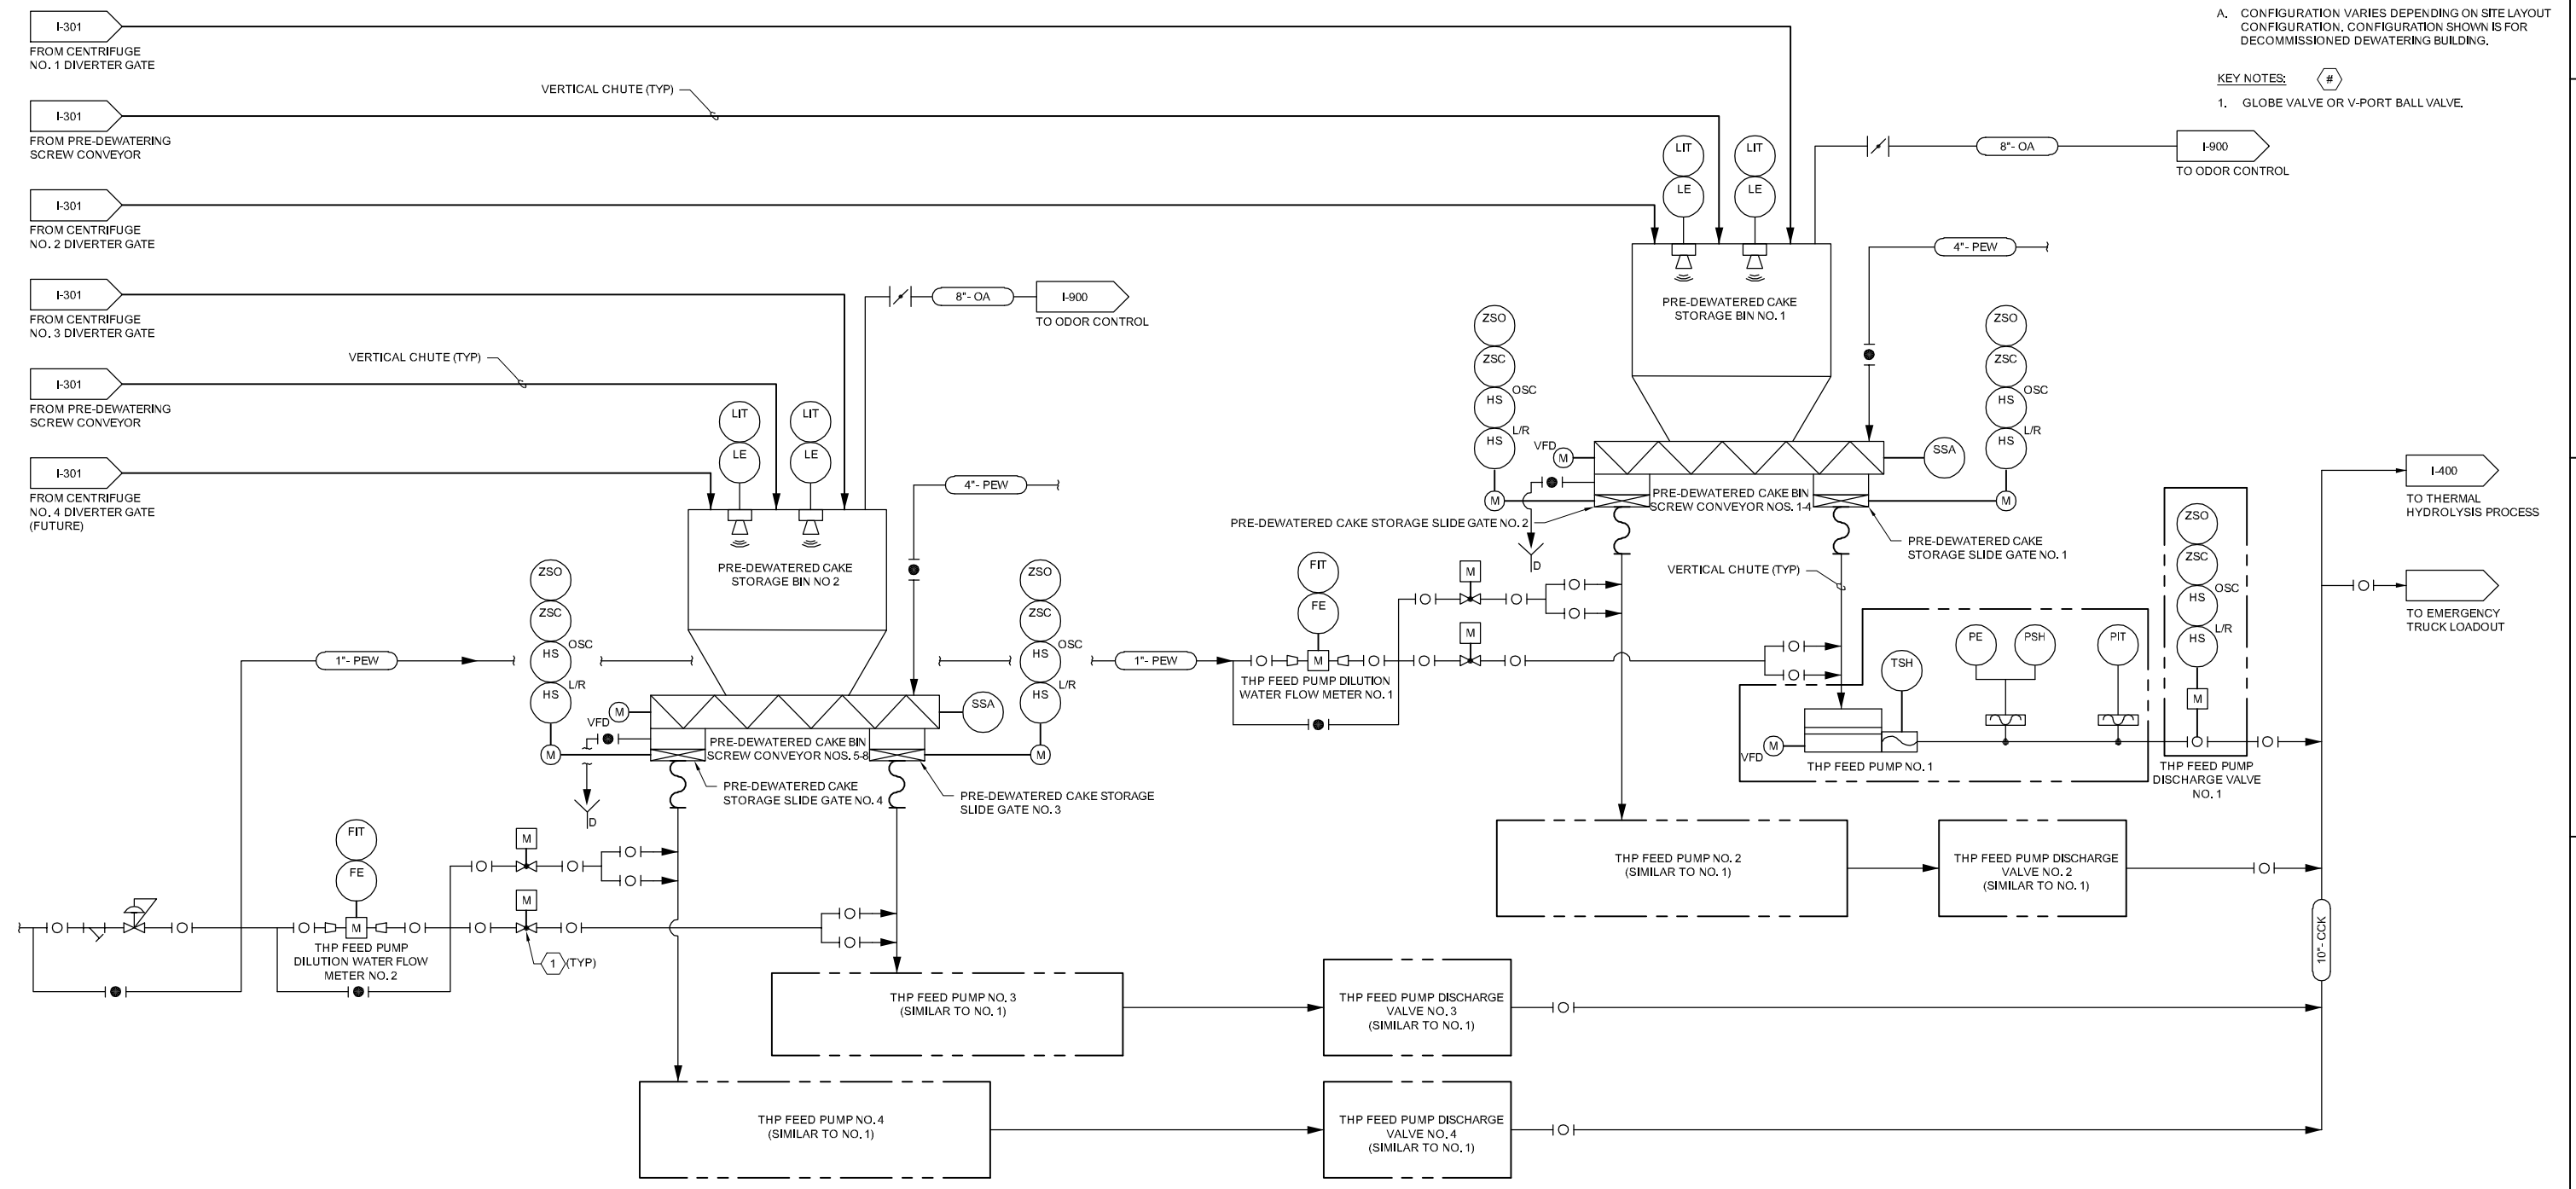 A. CONFIGURATION VARIES DEPENDING ON SITE LAYOUT
CONFIGURATION. CONFIGURATION SHOWN IS FOR
DECOMMISSIONED DEWATERING BUILDING.
KEY NOTES: #
1. GLOBE VALVE OR V-PORT BALL VALVE.
I-301
FROM CENTRIFUGE
NO. 1 DIVERTER GATE
VERTICAL CHUTE (TYP)
I-301
FROM PRE-DEWATERING
SCREW CONVEYOR
I-301
FROM CENTRIFUGE
NO. 2 DIVERTER GATE
I-301
FROM CENTRIFUGE
NO. 3 DIVERTER GATE
VERTICAL CHUTE (TYP)
I-301
FROM PRE-DEWATERING
SCREW CONVEYOR
I-301
FROM CENTRIFUGE
NO. 4 DIVERTER GATE
(FUTURE)
8"- OA
I-900
TO ODOR CONTROL
LIT
LE
LIT
LE
4"- PEW
PRE-DEWATERED CAKE
STORAGE BIN NO 2
ZSO
ZSC
HS
OSC
HS
L/R
M
ZSO
ZSC
HS
OSC
HS
L/R
M
VFD
M
SSA
PRE-DEWATERED CAKE BIN
SCREW CONVEYOR NOS. 5-8
PRE-DEWATERED CAKE
STORAGE SLIDE GATE NO. 4
PRE-DEWATERED CAKE STORAGE
SLIDE GATE NO. 3
D
1"- PEW
FIT
FE
M
THP FEED PUMP
DILUTION WATER FLOW
METER NO. 2
M
M
1 (TYP)
THP FEED PUMP NO. 3
(SIMILAR TO NO. 1)
THP FEED PUMP DISCHARGE
VALVE NO. 3
(SIMILAR TO NO. 1)
THP FEED PUMP NO. 4
(SIMILAR TO NO. 1)
THP FEED PUMP DISCHARGE
VALVE NO. 4
(SIMILAR TO NO. 1)
LIT
LE
LIT
LE
8"- OA
I-900
TO ODOR CONTROL
4"- PEW
PRE-DEWATERED CAKE
STORAGE BIN NO. 1
ZSO
ZSC
HS
OSC
HS
L/R
M
ZSO
ZSC
HS
OSC
HS
L/R
M
VFD
M
SSA
PRE-DEWATERED CAKE BIN
SCREW CONVEYOR NOS. 1-4
PRE-DEWATERED CAKE STORAGE SLIDE GATE NO. 2
PRE-DEWATERED CAKE
STORAGE SLIDE GATE NO. 1
D
VERTICAL CHUTE (TYP)
1"- PEW
FIT
FE
M
THP FEED PUMP DILUTION
WATER FLOW METER NO. 1
M
M
TSH
PE
PSH
PIT
VFD
M
THP FEED PUMP NO. 1
ZSO
ZSC
HS
OSC
HS
L/R
M
THP FEED PUMP
DISCHARGE VALVE
NO. 1
THP FEED PUMP NO. 2
(SIMILAR TO NO. 1)
THP FEED PUMP DISCHARGE
VALVE NO. 2
(SIMILAR TO NO. 1)
10"- CCK
I-400
TO THERMAL
HYDROLYSIS PROCESS
TO EMERGENCY
TRUCK LOADOUT